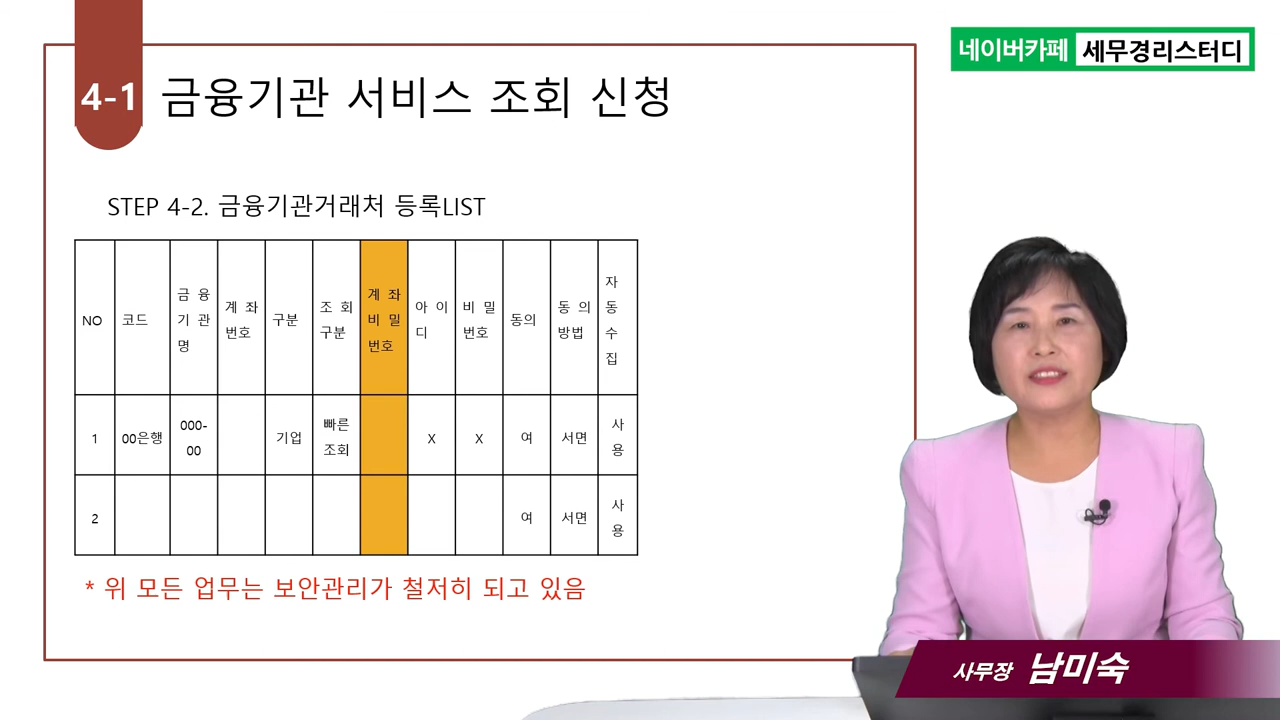 네이버카페 세무경리스터디
4-1 금융기관 서비스 조회 신청
STEP 4-2. 금융기관거래처 등록LIST
NO 코드 금융기관명 계좌번호 구분 조회구분 계좌비밀번호 아이디 비밀번호 동의 동의방법 자동수집
1 00은행 000-00 기업 빠른조회 X X 여 서면 사용
2 여 서면 사용
* 위 모든 업무는 보안관리가 철저히 되고 있음
사무장 남미숙